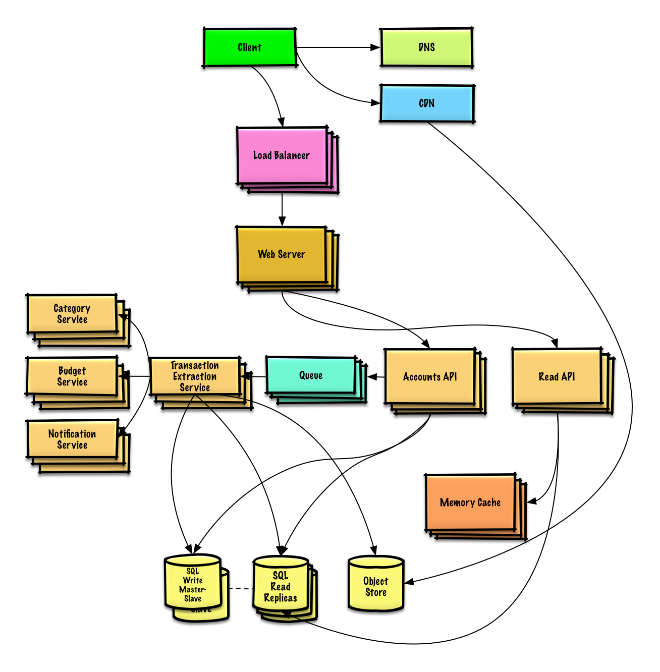 Client
DNS
CDN
Load Balancer
Web Server
Category
Service
Budget
Service
Notification
Service
Transaction
Extraction
Service
Queue
Accounts API
Read API
Memory Cache
SQL
Write
Master-
Slave
Slave
SQL
Read
Replicas
Object
Store